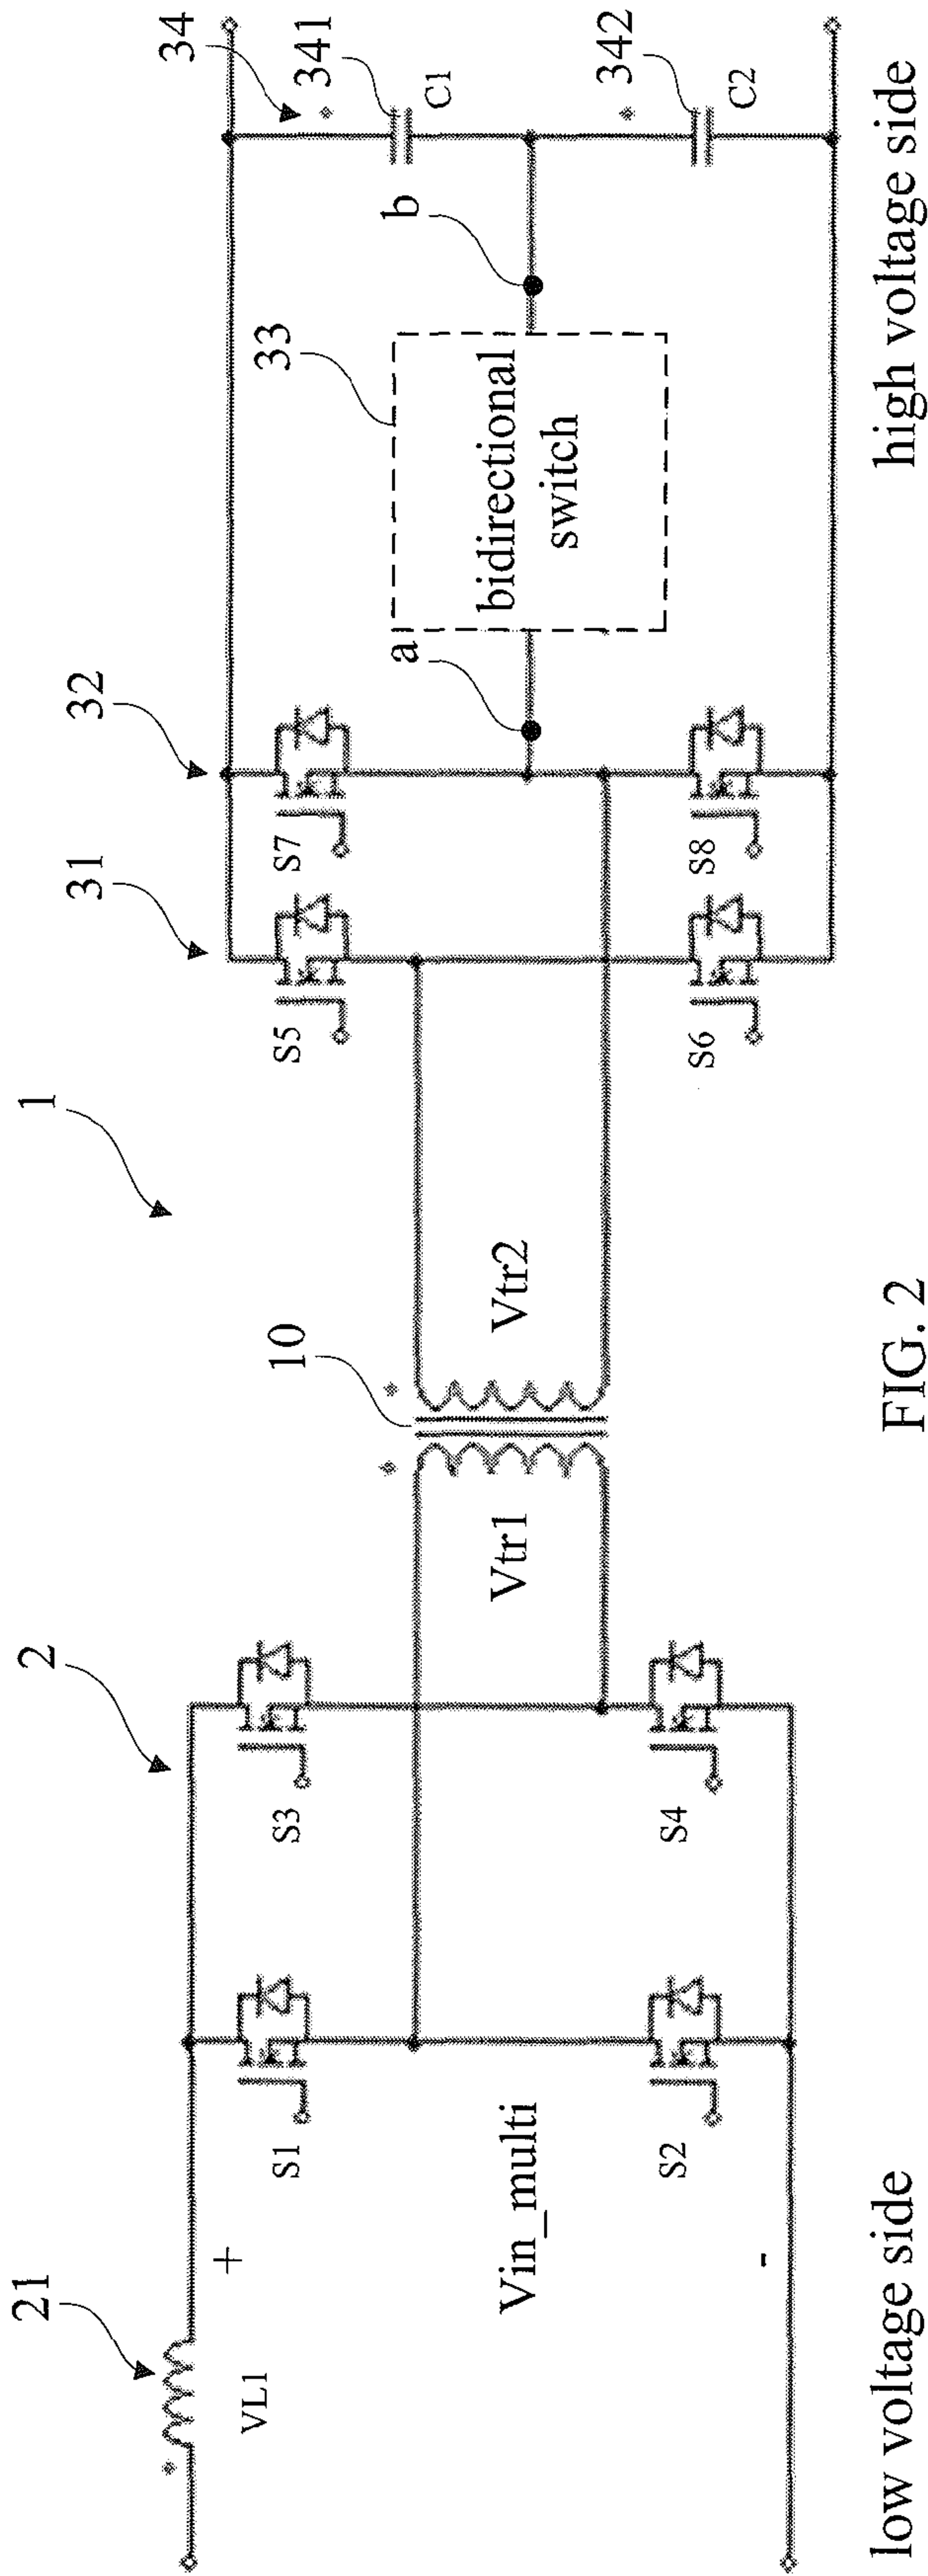 1
2
21
VL1
+
-
Vin_multi
S1
S2
S3
S4
Vtr1
10
Vtr2
31
32
S5
S6
S7
S8
a
33
bidirectional
switch
b
34
341
C1
342
C2
low voltage side
high voltage side
FIG. 2